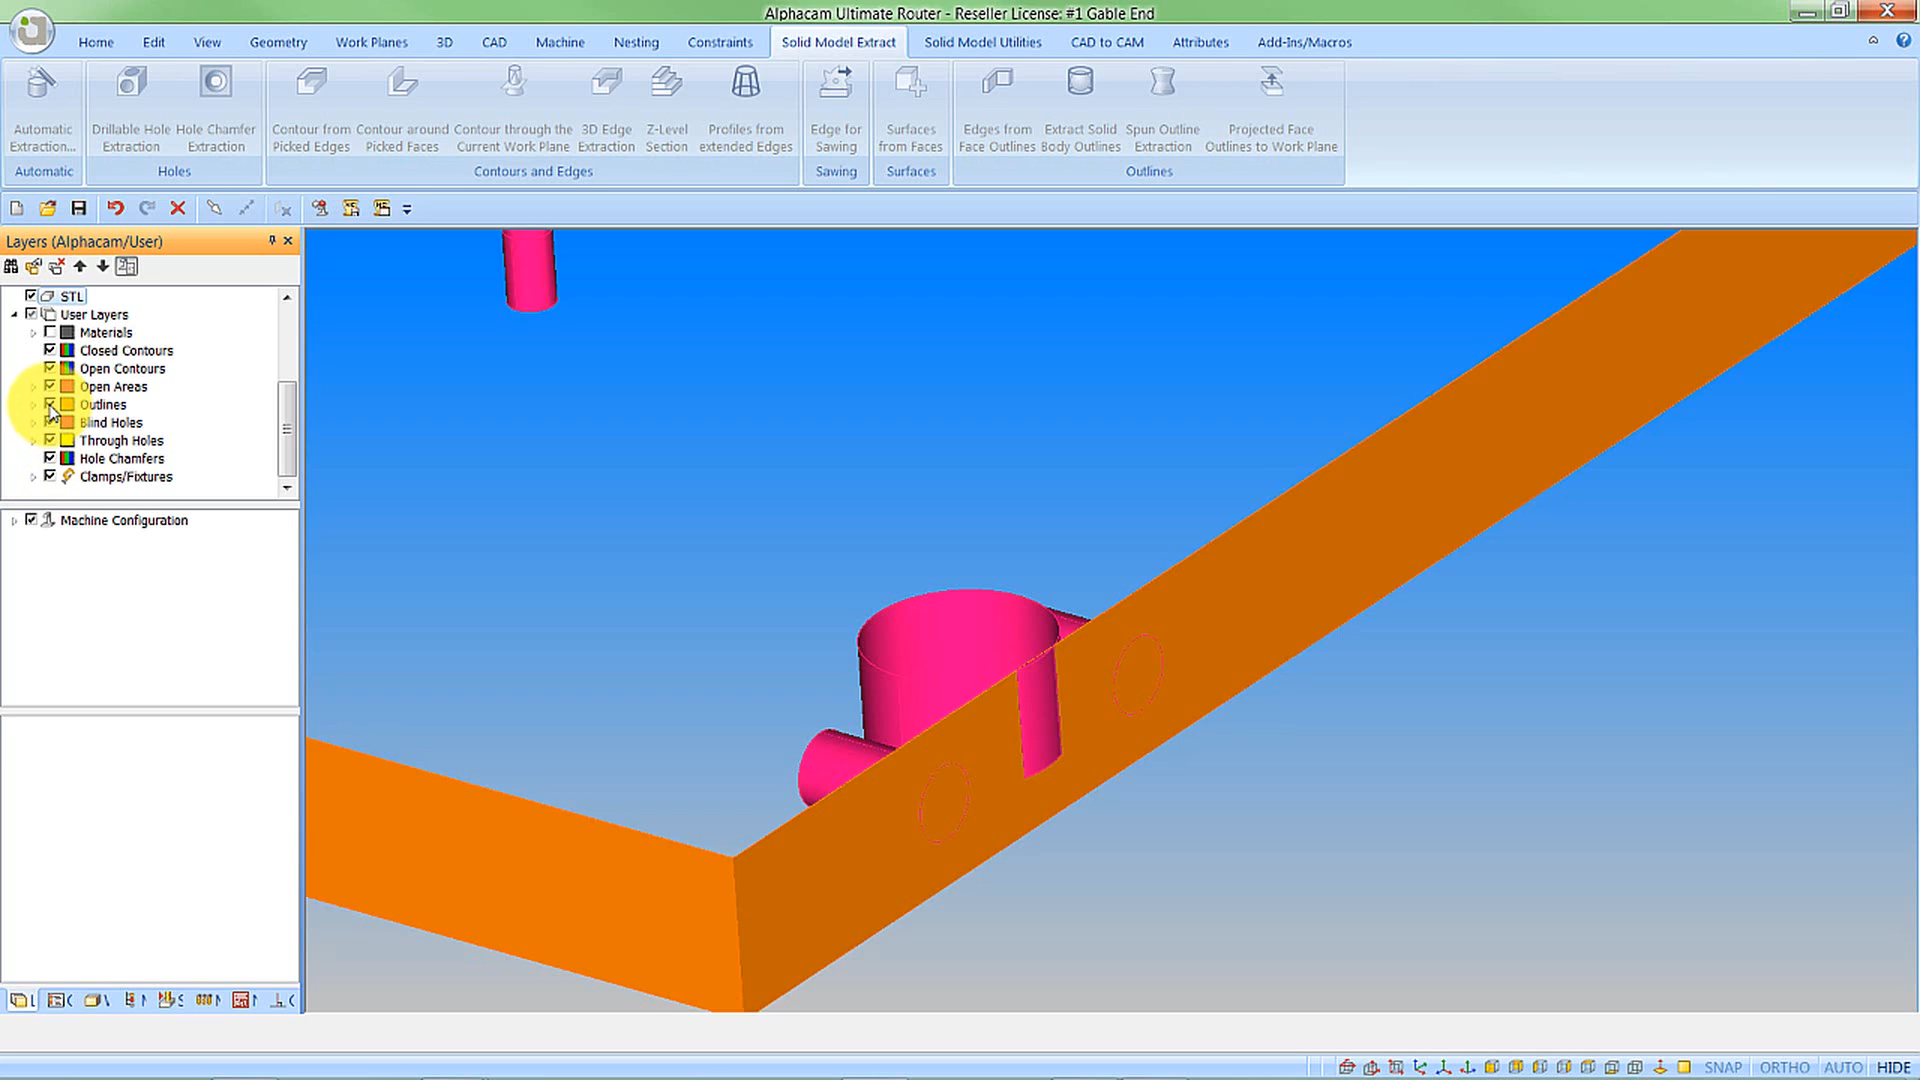 Alphacam Ultimate Router - Reseller License: #1 Gable End
Home Edit View Geometry Work Planes 3D CAD Machine Nesting Constraints Solid Model Extract Solid Model Utilities CAD to CAM Attributes Add-Ins/Macros
Automatic Extraction...
Drillable Hole Extraction
Hole Chamfer Extraction
Contour from Picked Edges
Contour around Picked Faces
Contour through the Current Work Plane
3D Edge Extraction
Z-Level Section
Profiles from extended Edges
Edge for Sawing
Surfaces from Faces
Edges from Face Outlines
Extract Solid Body Outlines
Spun Outline Extraction
Projected Face Outlines to Work Plane
Automatic Holes Contours and Edges Sawing Surfaces Outlines
Layers (Alphacam/User)
STL
User Layers
Materials
Closed Contours
Open Contours
Open Areas
Outlines
Blind Holes
Through Holes
Hole Chamfers
Clamps/Fixtures
Machine Configuration
SNAP ORTHO AUTO HIDE